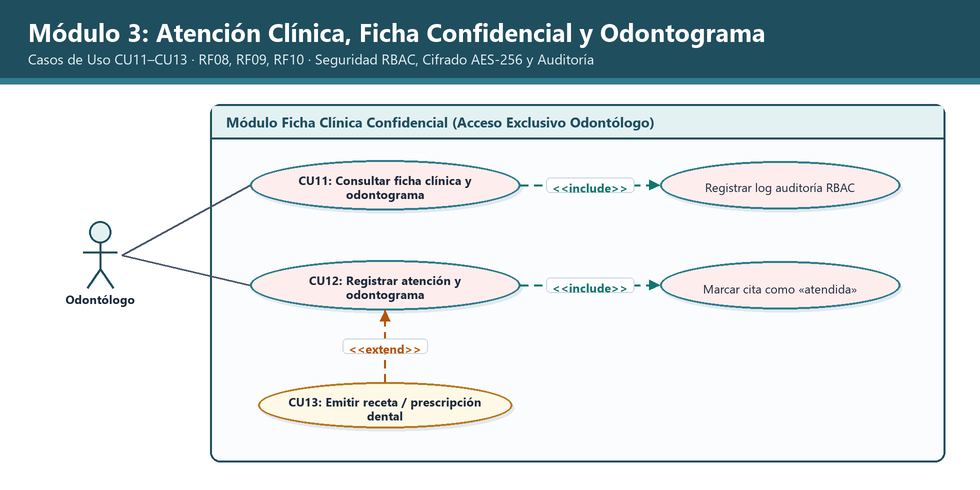 Módulo 3: Atención Clínica, Ficha Confidencial y Odontograma
Casos de Uso CU11–CU13 · RF08, RF09, RF10 · Seguridad RBAC, Cifrado AES-256 y Auditoría
Módulo Ficha Clínica Confidencial (Acceso Exclusivo Odontólogo)
CU11: Consultar ficha clínica y
odontograma
<<include>>
Registrar log auditoría RBAC
Odontólogo
CU12: Registrar atención y
odontograma
<<include>>
Marcar cita como «atendida»
<<extend>>
CU13: Emitir receta / prescripción
dental